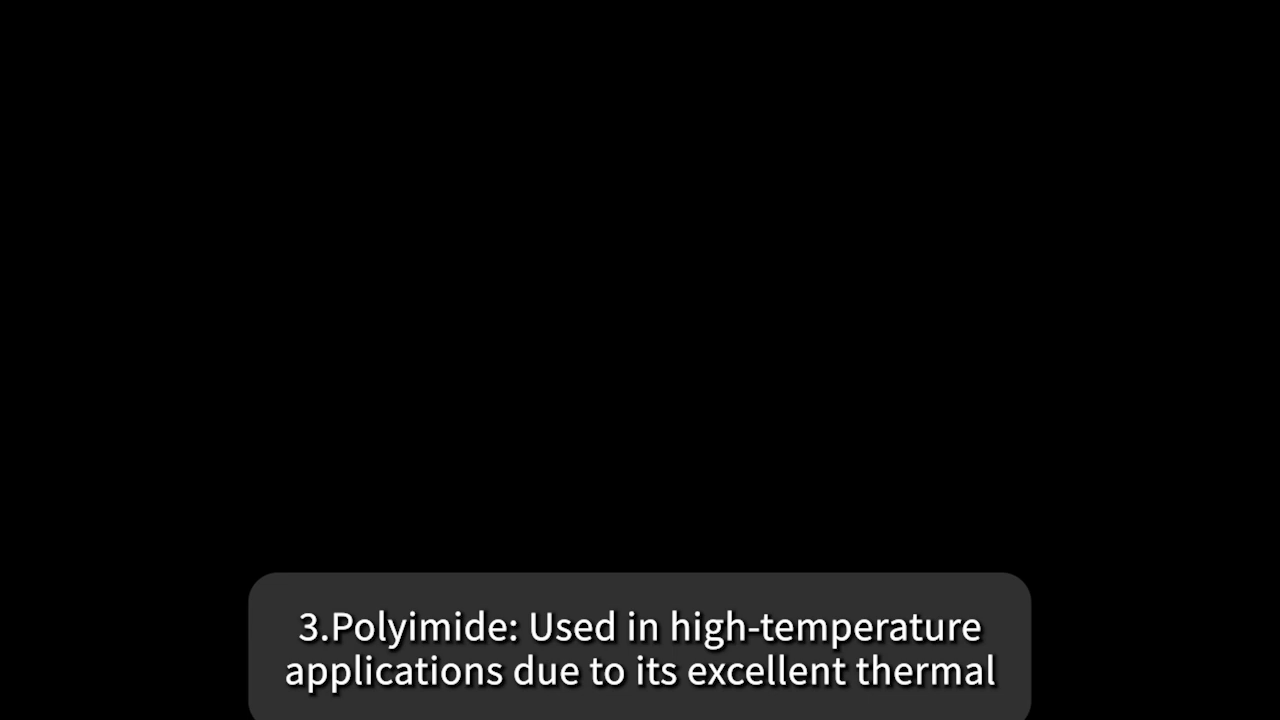 3.Polyimide: Used in high-temperature
applications due to its excellent thermal